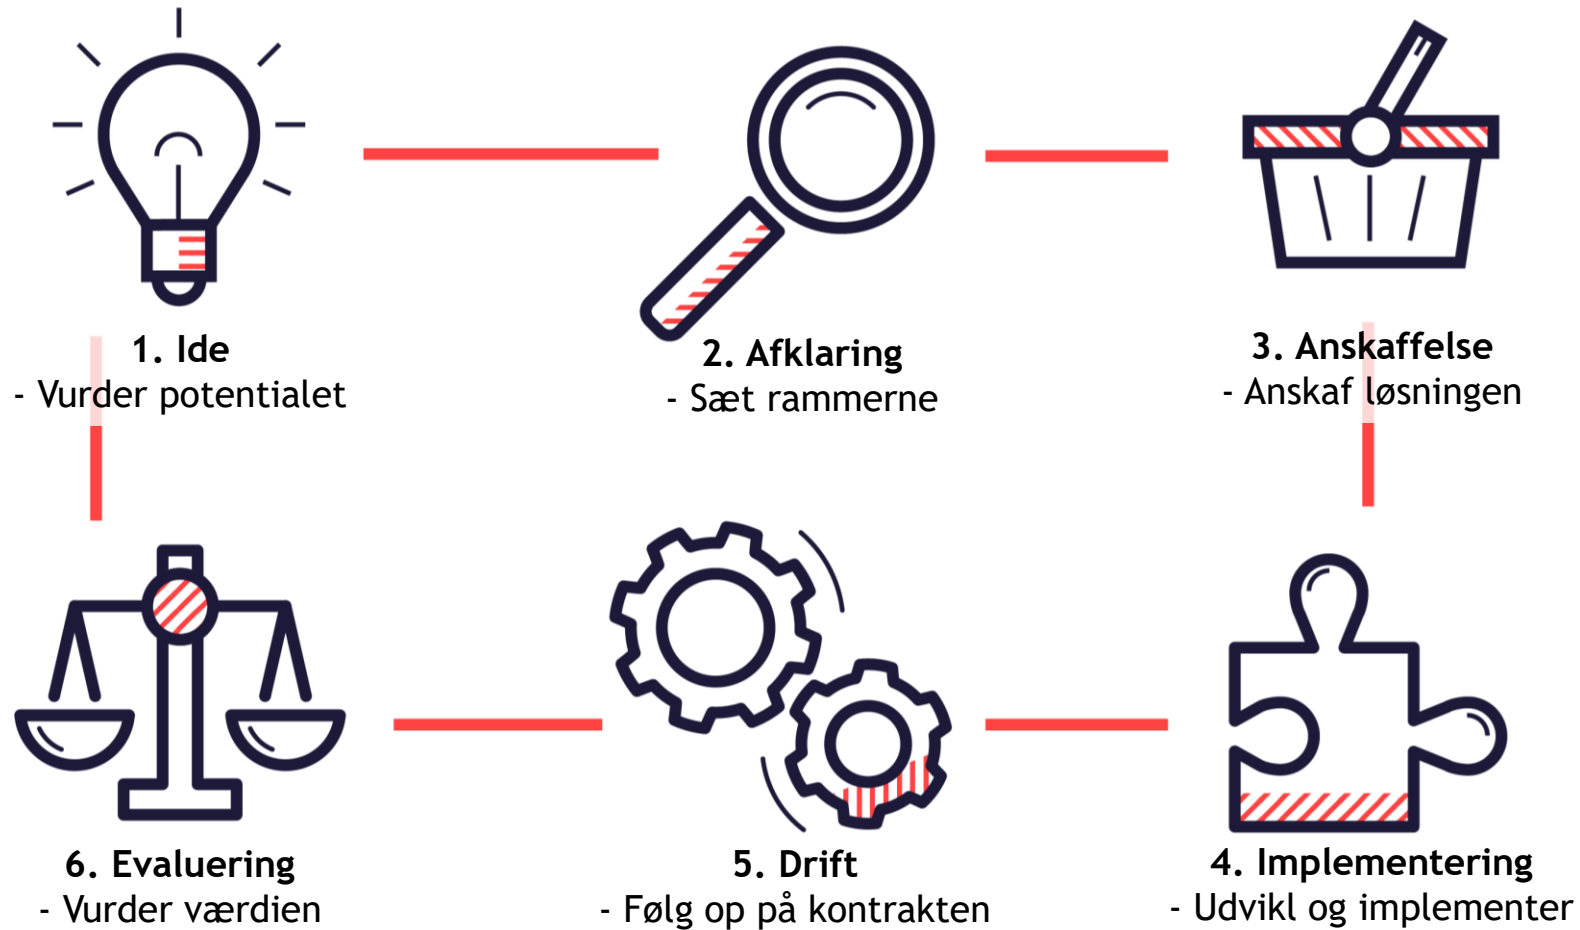 1. Ide
- Vurder potentialet
2. Afklaring
- Sæt rammerne
3. Anskaffelse
- Anskaf løsningen
6. Evaluering
- Vurder værdien
5. Drift
- Følg op på kontrakten
4. Implementering
- Udvikl og implementer